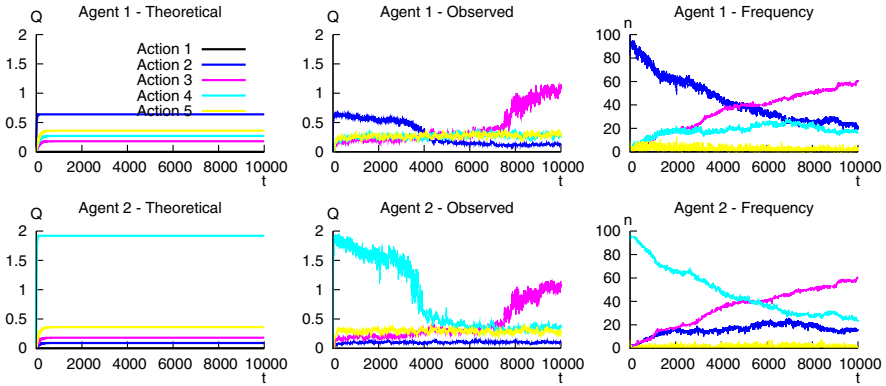 Agent 1 - Theoretical
Q
2
1.5
1
0.5
0
0 2000 4000 6000 8000 10000
t
Action 1
Action 2
Action 3
Action 4
Action 5
Agent 1 - Observed
Q
2
1.5
1
0.5
0
0 2000 4000 6000 8000 10000
t
Agent 1 - Frequency
n
100
80
60
40
20
0
0 2000 4000 6000 8000 10000
t
Agent 2 - Theoretical
Q
2
1.5
1
0.5
0
0 2000 4000 6000 8000 10000
t
Agent 2 - Observed
Q
2
1.5
1
0.5
0
0 2000 4000 6000 8000 10000
t
Agent 2 - Frequency
n
100
80
60
40
20
0
0 2000 4000 6000 8000 10000
t